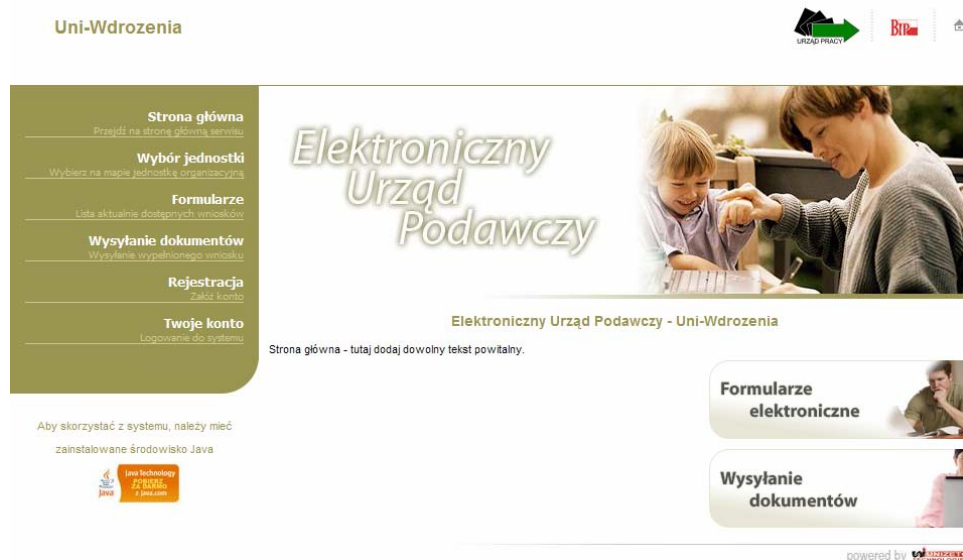 Uni-Wdrozenia
URZĄD PRACY
BIP
Strona główna
Przejdź na stronę główną serwisu
Wybór jednostki
Wybierz na mapie jednostkę organizacyjną
Formularze
Lista aktualnie dostępnych wniosków
Wysyłanie dokumentów
Wysyłanie wypełnionego wniosku
Rejestracja
Załóż konto
Twoje konto
Logowanie do systemu
Elektroniczny
Urząd
Podawczy
Elektroniczny Urząd Podawczy - Uni-Wdrozenia
Strona główna - tutaj dodaj dowolny tekst powitalny.
Formularze
elektroniczne
Wysyłanie
dokumentów
Aby skorzystać z systemu, należy mieć
zainstalowane środowisko Java
Java
Java Technology
POBIERZ
ZA DARMO
z java.com
powered by